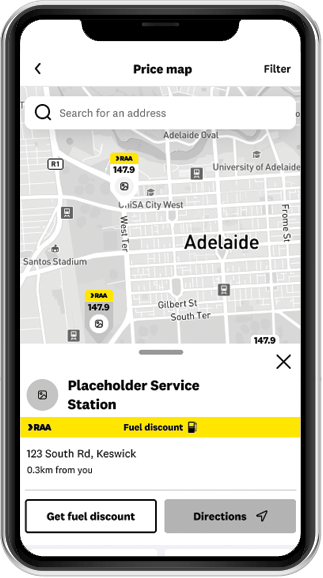 Price map
Filter
Search for an address
Adelaide Oval
R1
RAA
147.9
University of Adelaide
UniSA City West
West Ter
Frome St
Adelaide
Santos Stadium
RAA
147.9
Gilbert St
South Ter
147.9
Placeholder Service
Station
RAA
Fuel discount
123 South Rd, Keswick
0.3km from you
Get fuel discount
Directions